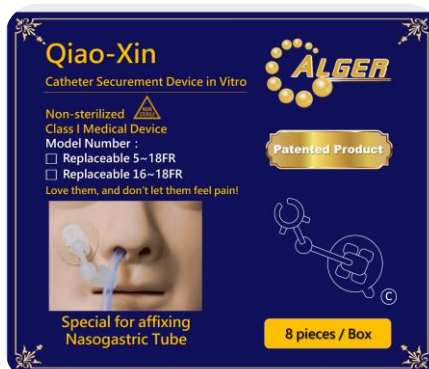 Qiao-Xin
Catheter Securement Device in Vitro
Non-sterilized
NON
STERILE
Class I Medical Device
Model Number :
☐ Replaceable 5~18FR
☐ Replaceable 16~18FR
Love them, and don't let them feel pain!
Special for affixing
Nasogastric Tube
ALGER
Patented Product
C
8 pieces / Box